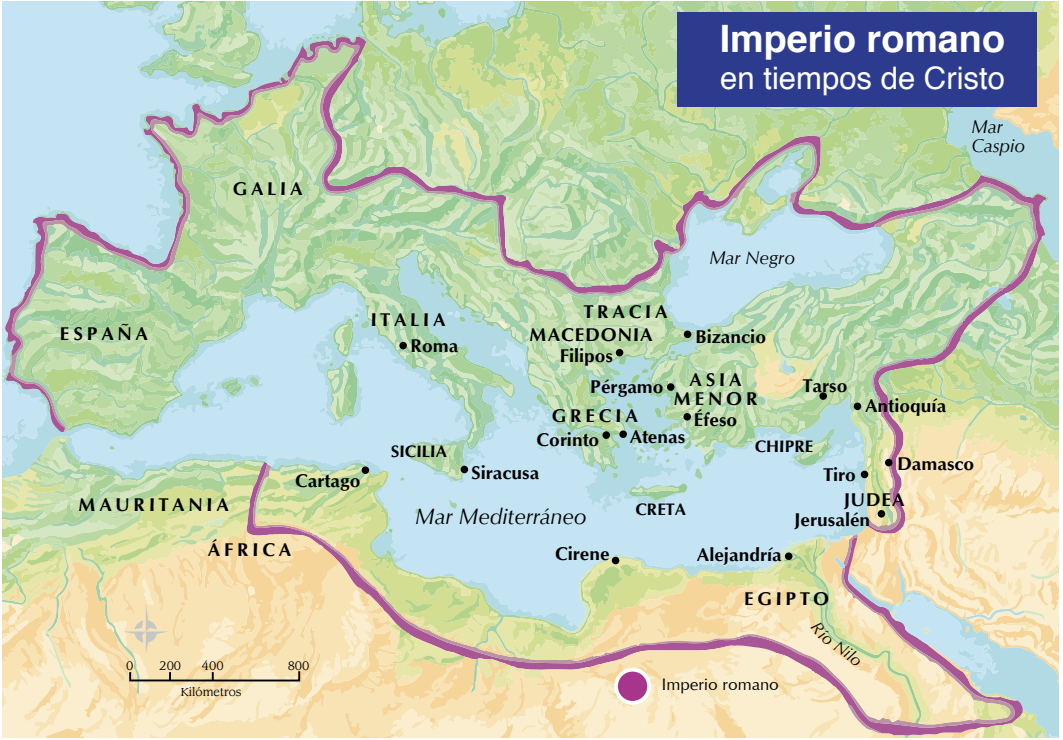 Imperio romano
en tiempos de Cristo
Mar
Caspio
GALIA
Mar Negro
ESPAÑA
ITALIA
Roma
TRACIA
MACEDONIA
Filipos
Bizancio
Pérgamo
ASIA
MENOR
Éfeso
Tarso
Antioquía
GRECIA
Corinto
Atenas
CHIPRE
SICILIA
Siracusa
Cartago
Damasco
Tiro
JUDEA
Jerusalén
MAURITANIA
Mar Mediterráneo
CRETA
ÁFRICA
Cirene
Alejandría
EGIPTO
Río Nilo
0 200 400 800
Kilómetros
Imperio romano